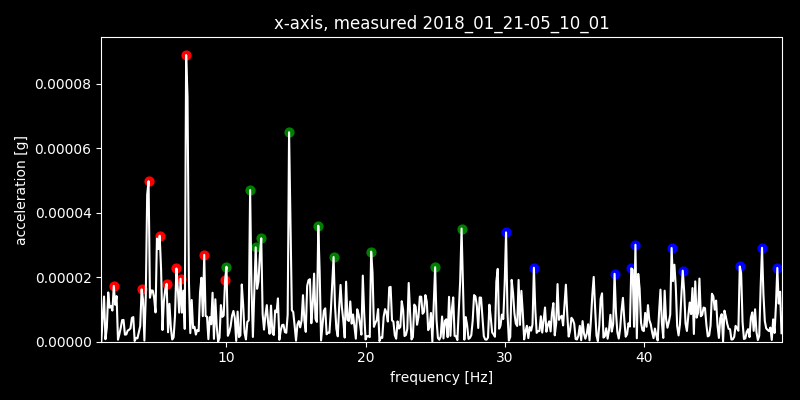 x-axis, measured 2018_01_21-05_10_01
0.00008
0.00006
0.00004
0.00002
0.00000
acceleration [g]
10 20 30 40
frequency [Hz]